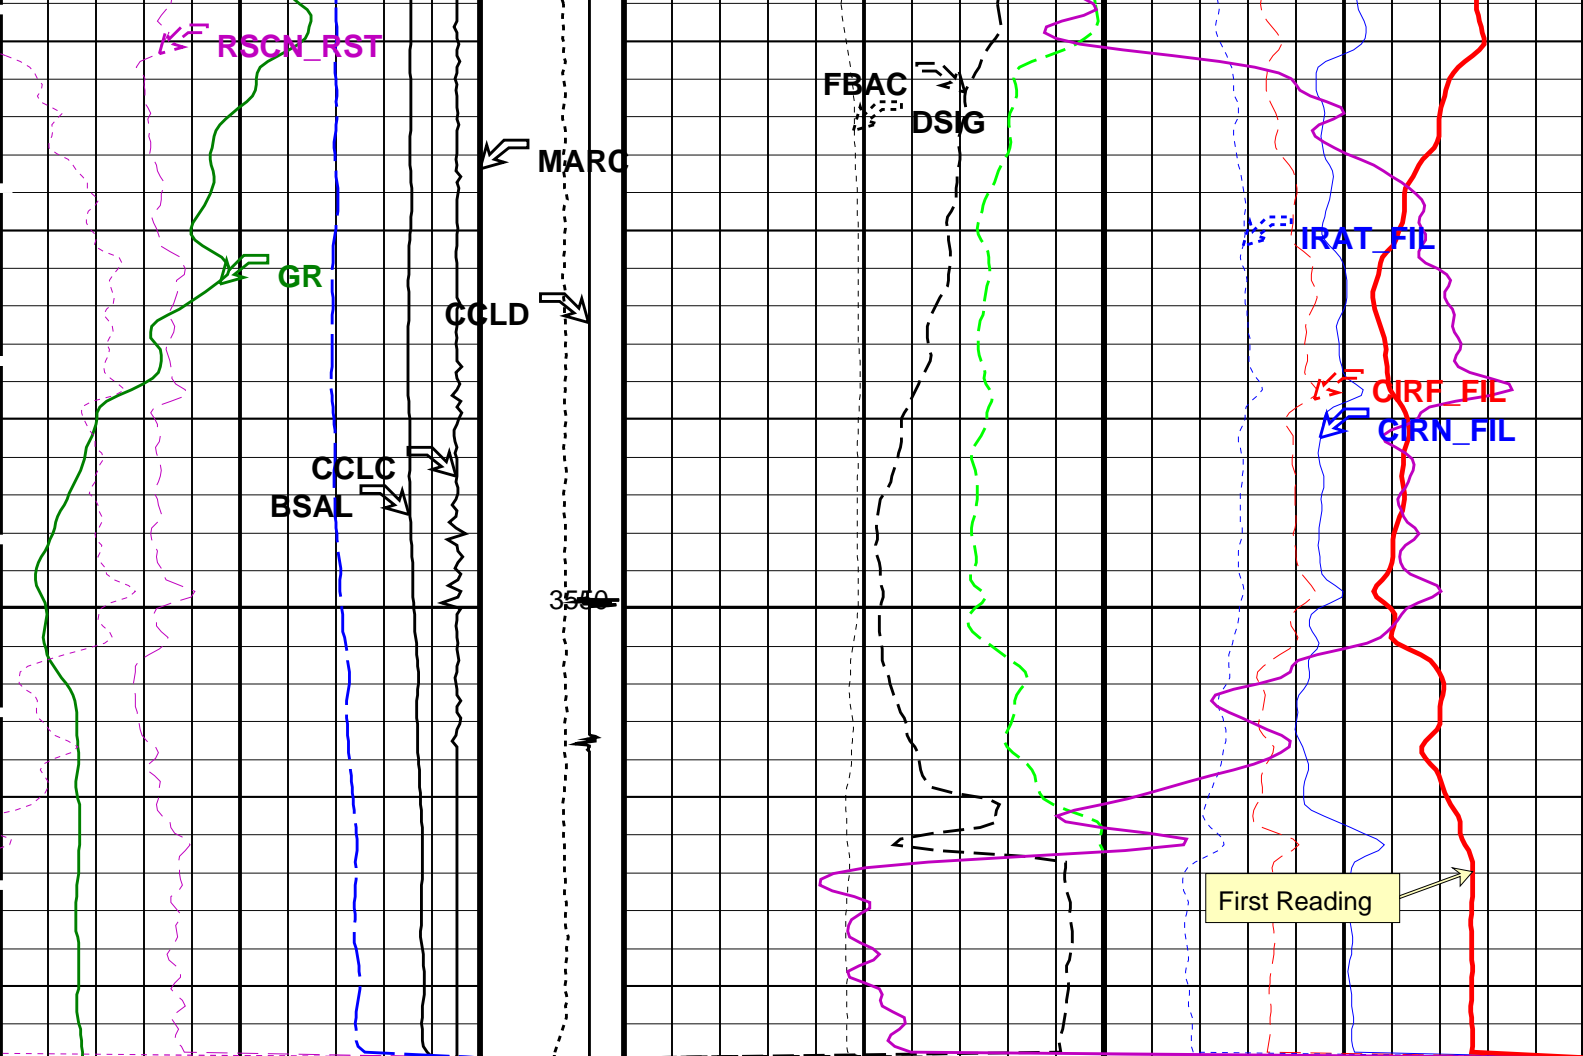 RSCN_RST
FBAC
DSIG
MARC
IRAT_FIL
GR
CCLD
CIRF_FIL
CIRN_FIL
CCLC
BSAL
3550
First Reading